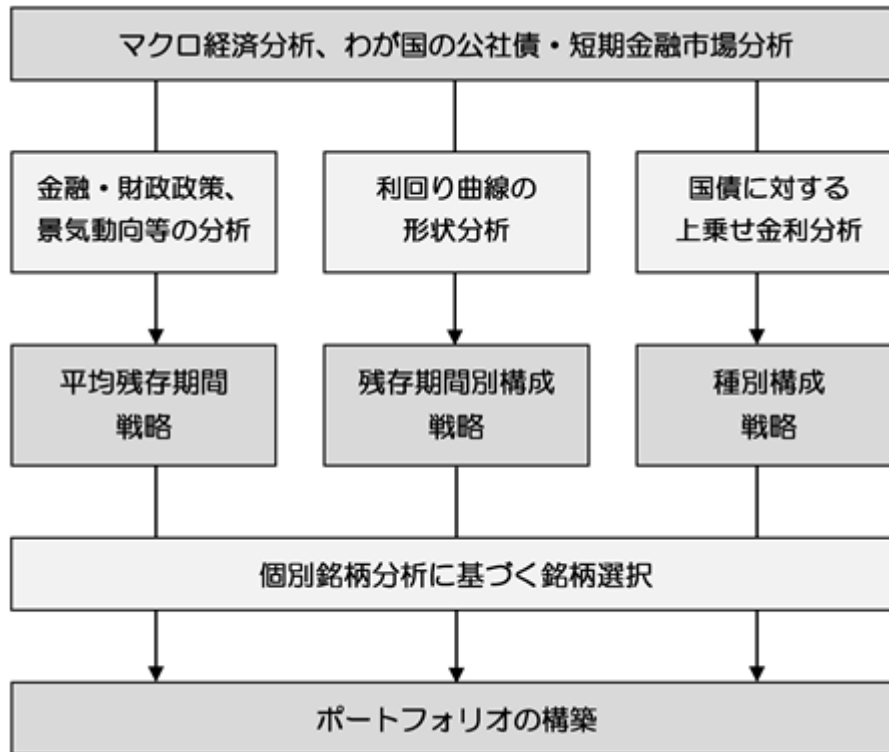 マクロ経済分析、わが国の公社債・短期金融市場分析
金融・財政政策、
景気動向等の分析
利回り曲線の
形状分析
国債に対する
上乗せ金利分析
平均残存期間
戦略
残存期間別構成
戦略
種別構成
戦略
個別銘柄分析に基づく銘柄選択
ポートフォリオの構築